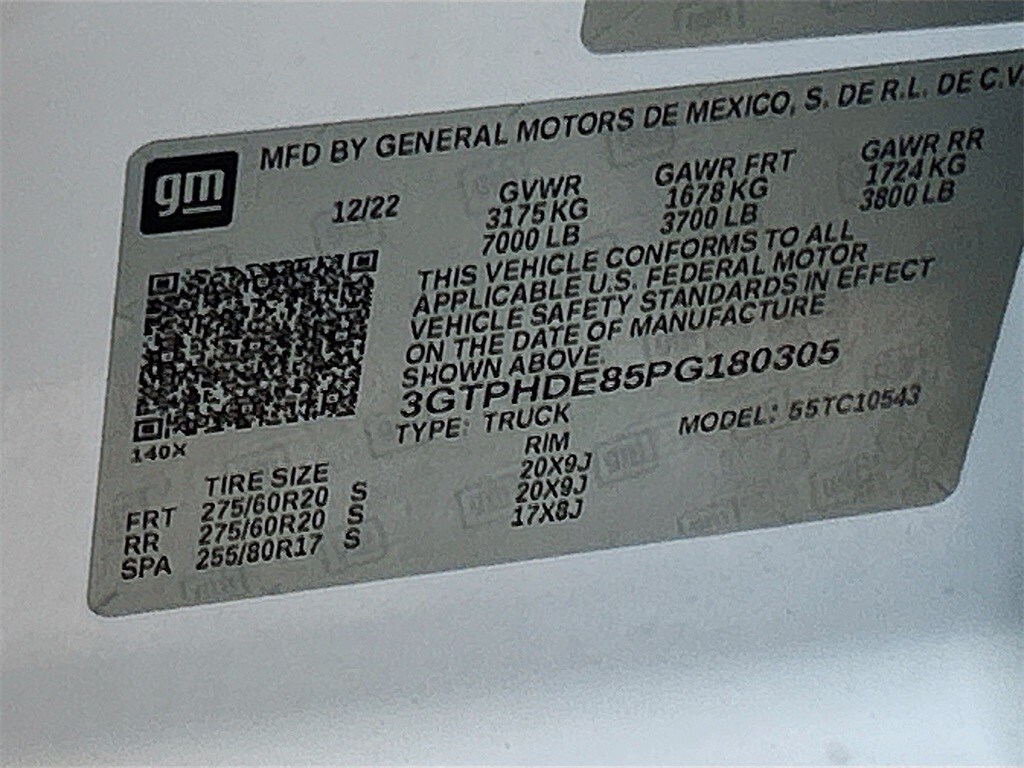 MFD BY GENERAL MOTORS DE MEXICO, S. DE R.L. DE C.V.
gm
12/22
GVWR GAWR FRT GAWR RR
3175 KG 1678 KG 1724 KG
7000 LB 3700 LB 3800 LB
THIS VEHICLE CONFORMS TO ALL
APPLICABLE U.S. FEDERAL MOTOR
VEHICLE SAFETY STANDARDS IN EFFECT
ON THE DATE OF MANUFACTURE
SHOWN ABOVE.
3GTPHDE85PG180305
TYPE: TRUCK MODEL: 55TC10543
140X
TIRE SIZE RIM
FRT 275/60R20 S 20X9J
RR 275/60R20 S 20X9J
SPA 255/80R17 S 17X8J